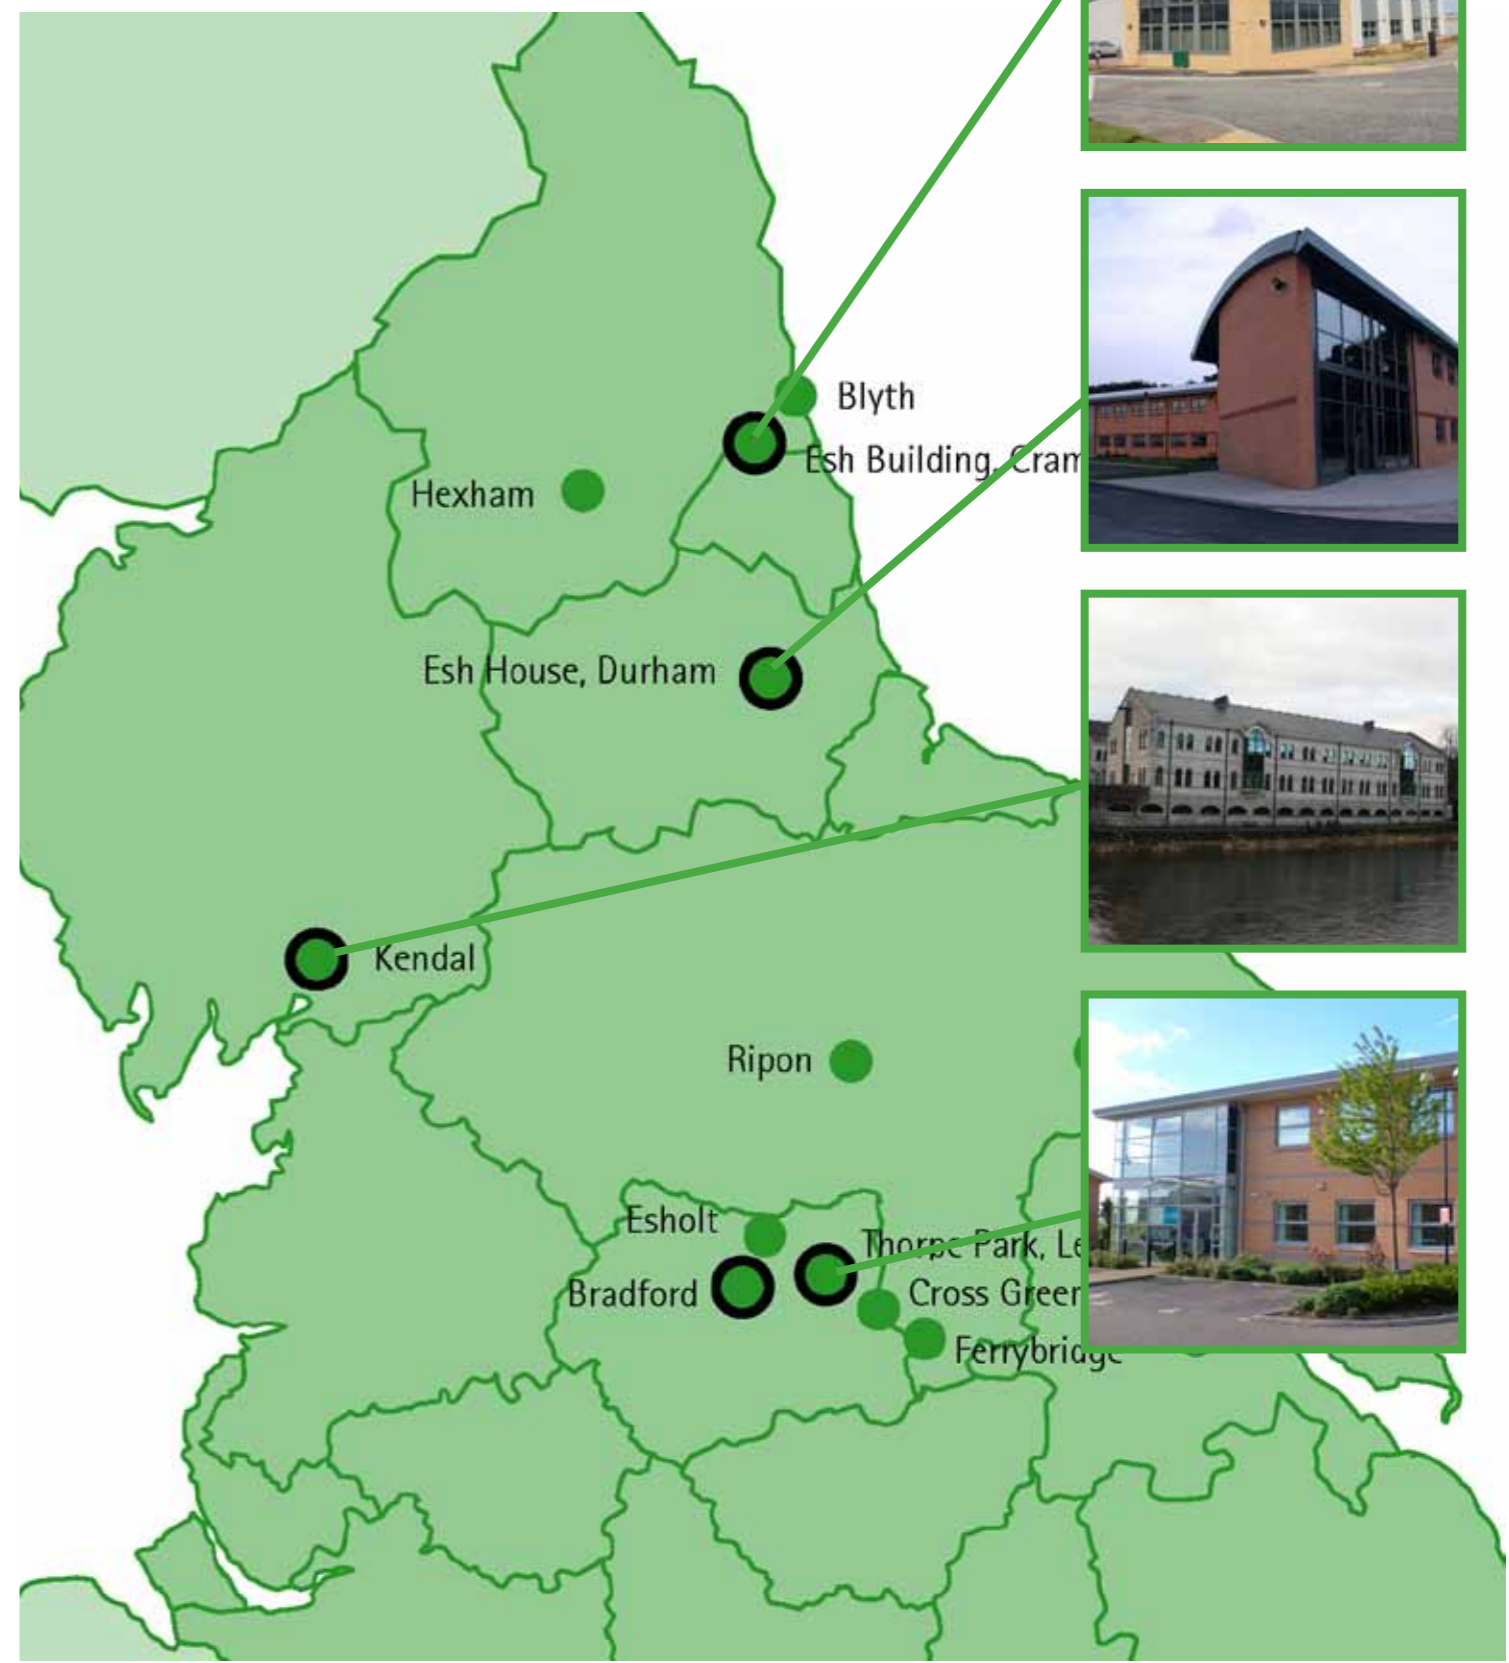 Blyth
Esh Building, Cram
Hexham
Esh House, Durham
Kendal
Ripon
Esholt
Thorpe Park, Le
Bradford
Cross Green
Ferrybridge